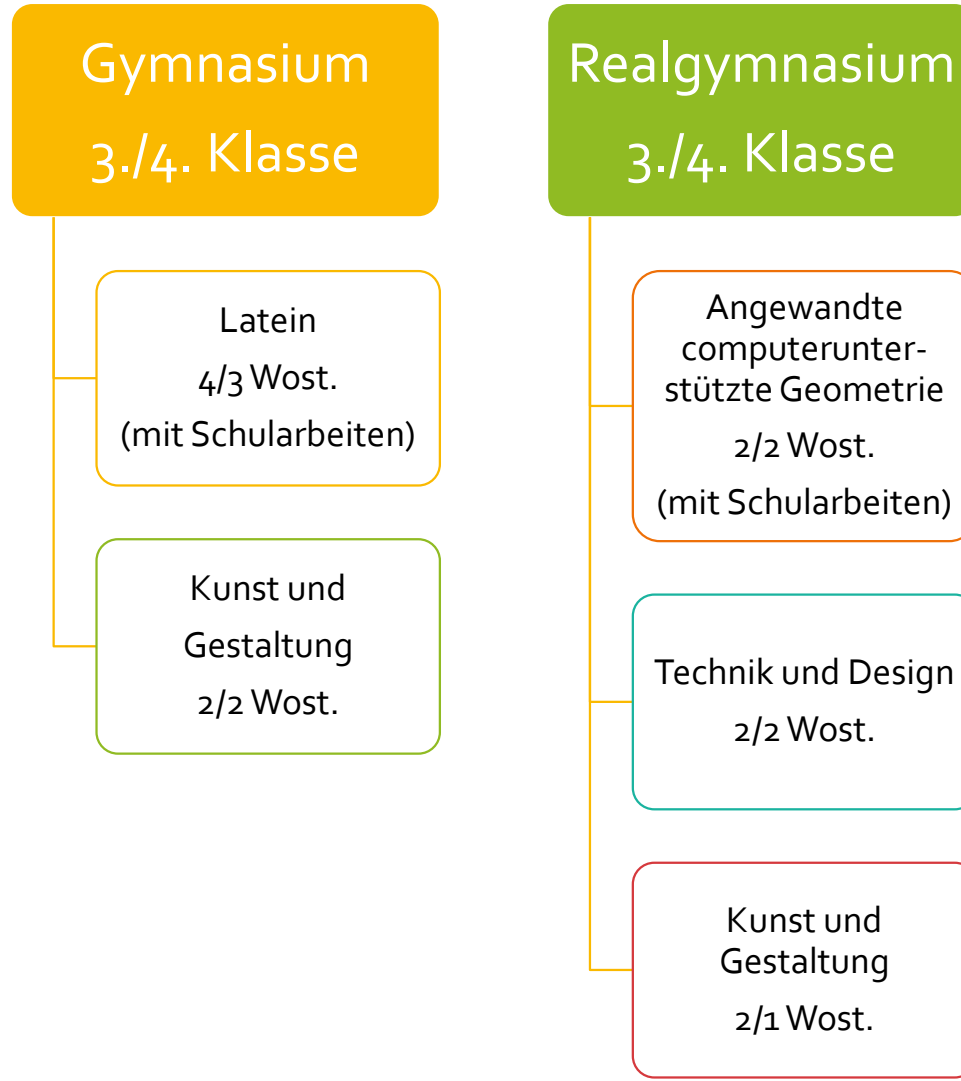 Gymnasium
3./4. Klasse
Latein
4/3 Wost.
(mit Schularbeiten)
Kunst und
Gestaltung
2/2 Wost.
Realgymnasium
3./4. Klasse
Angewandte
computerunter-
stützte Geometrie
2/2 Wost.
(mit Schularbeiten)
Technik und Design
2/2 Wost.
Kunst und
Gestaltung
2/1 Wost.